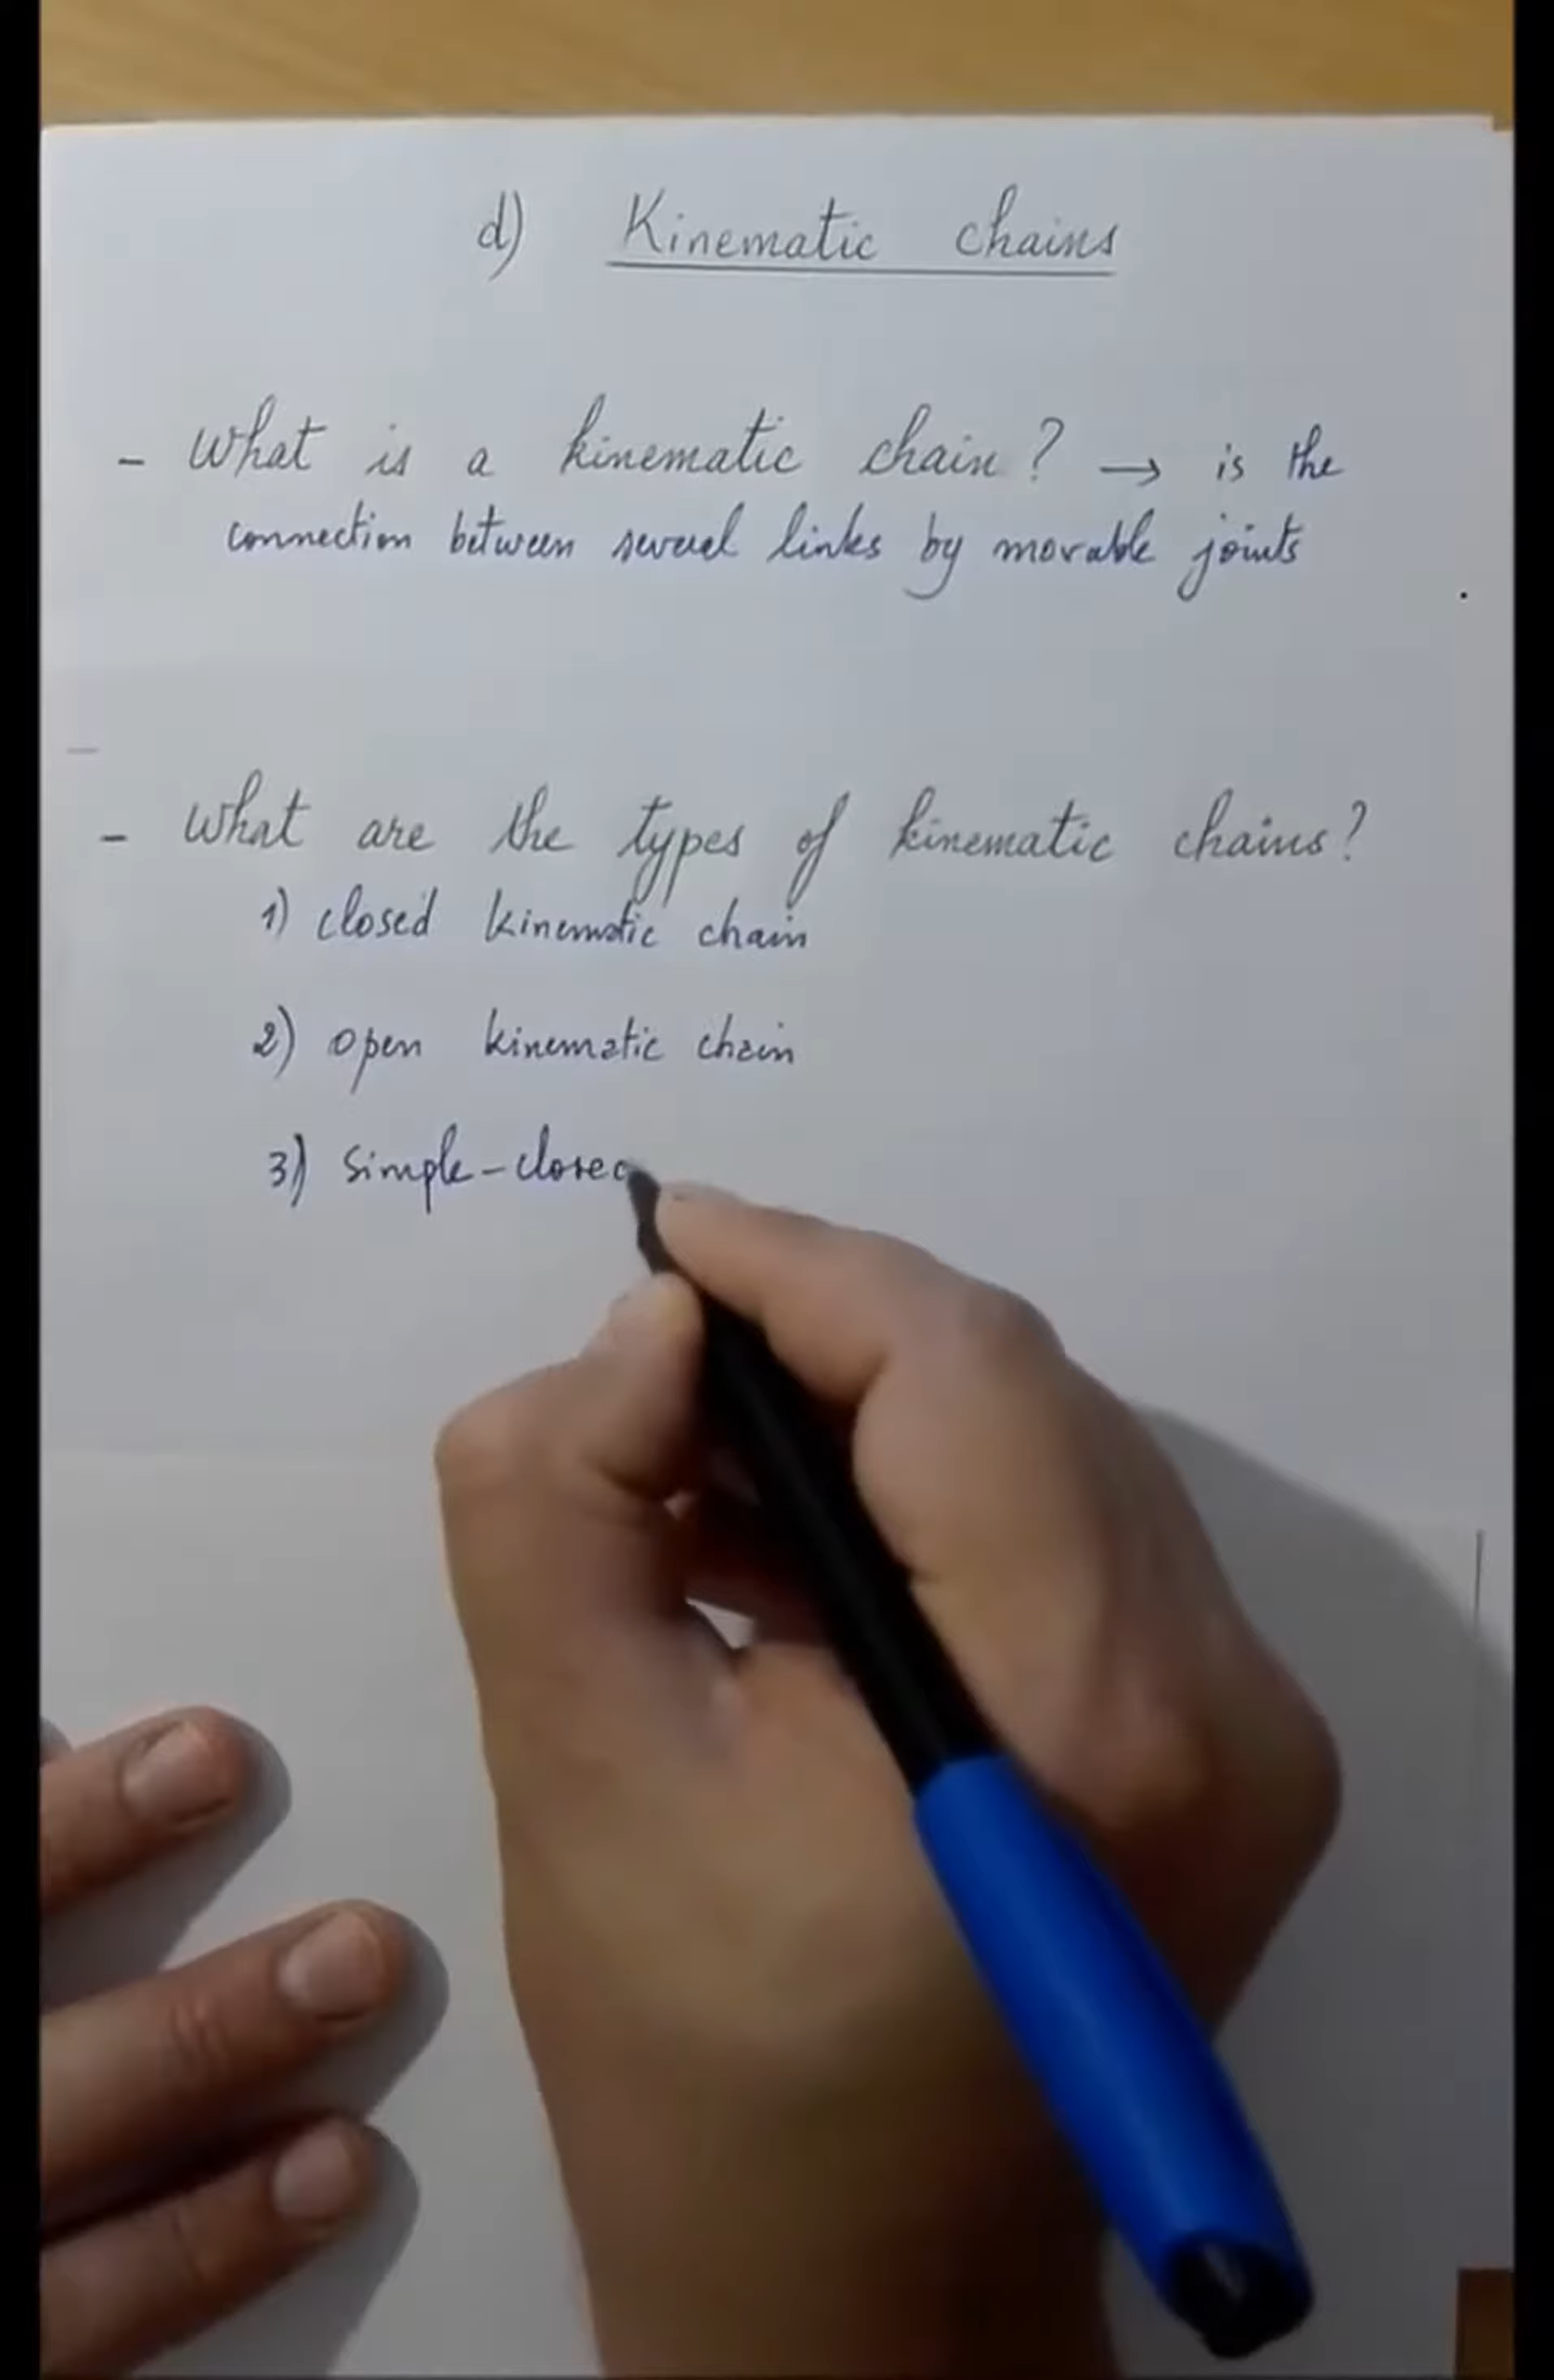 d) Kinematic chains
- What is a kinematic chain? → is the
connection between several links by movable joints
- What are the types of kinematic chains?
1) closed kinematic chain
2) open kinematic chain
3) simple-closed